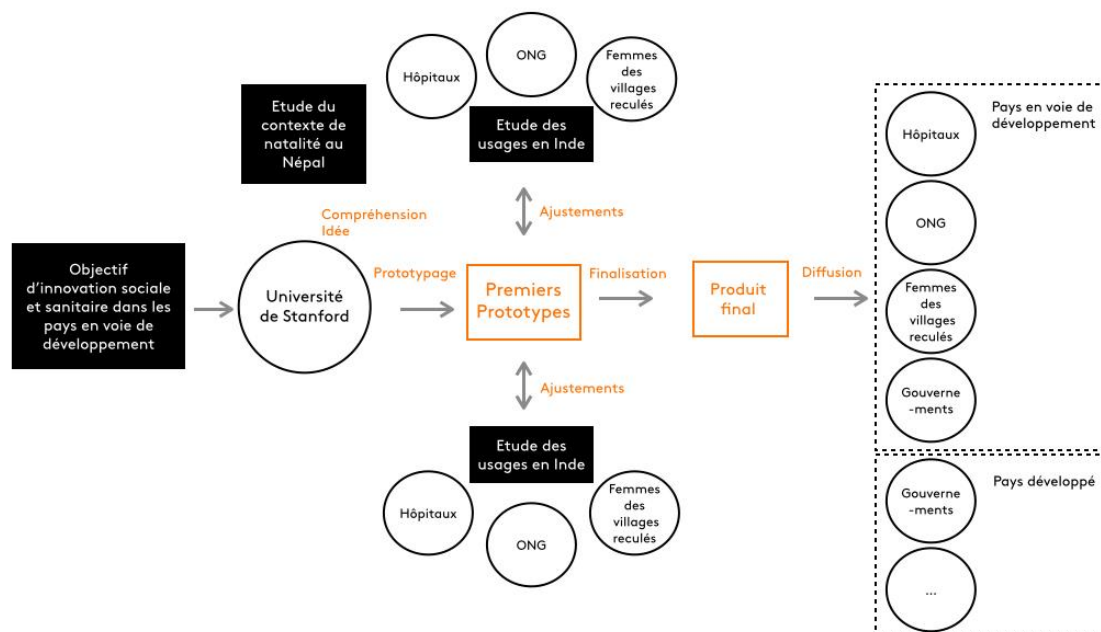 Hôpitaux
ONG
Femmes
des
villages
reculés
Etude du
contexte de
natalité au
Népal
Etude des
usages en Inde
Compréhension
Idée
Ajustements
Objectif
d'innovation sociale
et sanitaire dans les
pays en voie de
développement
Université
de Stanford
Prototypage
Premiers
Prototypes
Finalisation
Produit
final
Diffusion
Ajustements
Etude des
usages en Inde
Hôpitaux
ONG
Femmes
des
villages
reculés
Pays en voie de
développement
Hôpitaux
ONG
Femmes
des
villages
reculés
Gouverne
-ments
Pays développé
Gouverne
-ments
...